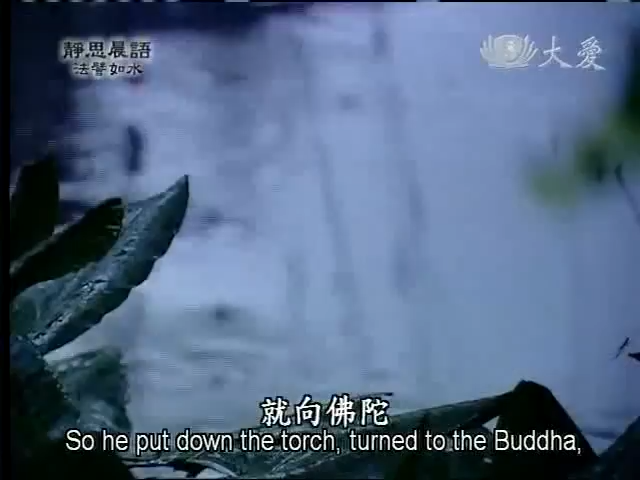 靜思晨語
法譬如水
大愛
就向佛陀
So he put down the torch, turned to the Buddha,